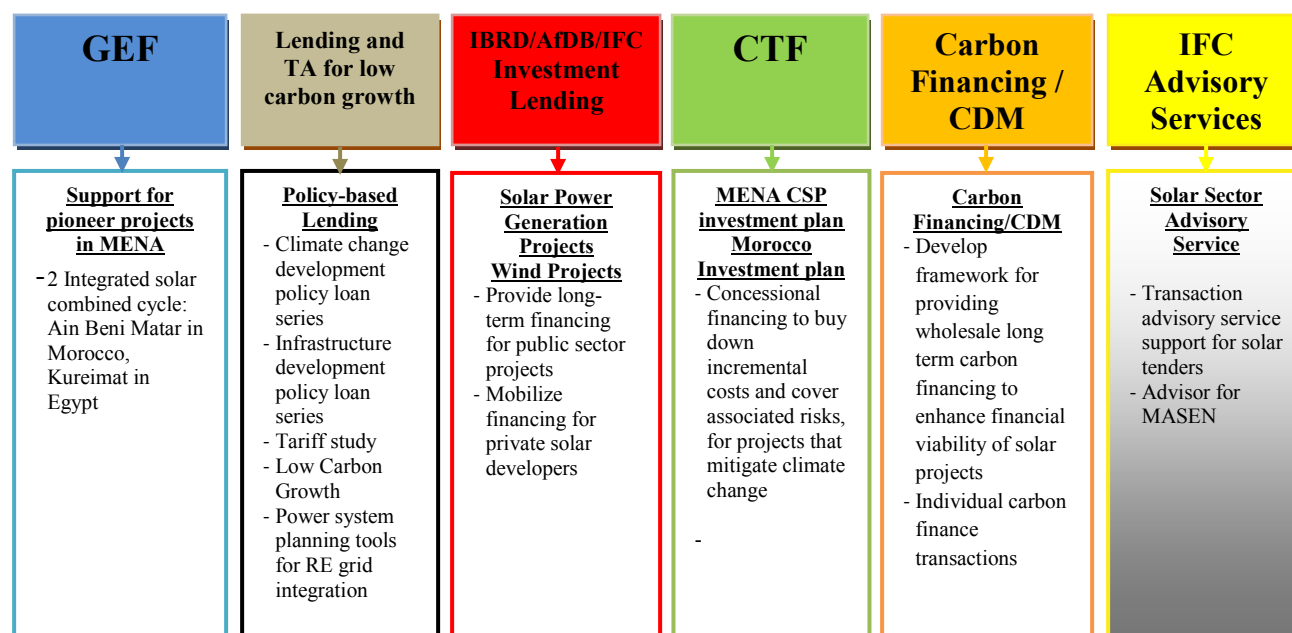 GEF
Lending and
TA for low
carbon growth
IBRD/AfDB/IFC
Investment
Lending
CTF
Carbon
Financing /
CDM
IFC
Advisory
Services
Support for
pioneer projects
in MENA
-2 Integrated solar
combined cycle:
Ain Beni Matar in
Morocco,
Kureimat in
Egypt
Policy-based
Lending
- Climate change
development
policy loan
series
- Infrastructure
development
policy loan
series
- Tariff study
- Low Carbon
Growth
- Power system
planning tools
for RE grid
integration
Solar Power
Generation
Projects
Wind Projects
- Provide long-
term financing
for public sector
projects
- Mobilize
financing for
private solar
developers
MENA CSP
investment plan
Morocco
Investment plan
- Concessional
financing to buy
down
incremental
costs and cover
associated risks,
for projects that
mitigate climate
change
-
Carbon
Financing/CDM
- Develop
framework for
providing
wholesale long
term carbon
financing to
enhance financial
viability of solar
projects
- Individual carbon
finance
transactions
Solar Sector
Advisory
Service
- Transaction
advisory service
support for solar
tenders
- Advisor for
MASEN